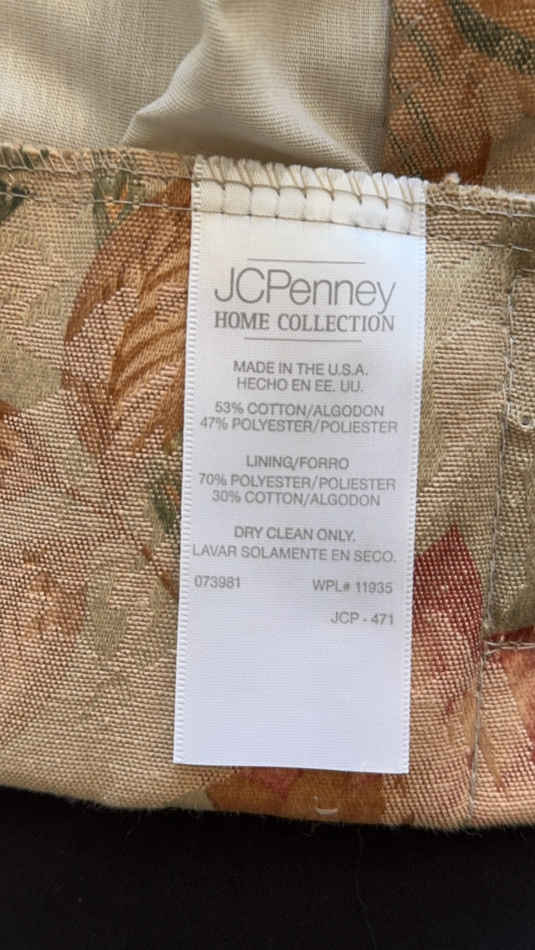 JCPenney
HOME COLLECTION
MADE IN THE U.S.A.
HECHO EN EE. UU.
53% COTTON/ALGODON
47% POLYESTER/POLIESTER
LINING/FORRO
70% POLYESTER/POLIESTER
30% COTTON/ALGODON
DRY CLEAN ONLY.
LAVAR SOLAMENTE EN SECO.
073981 WPL# 11935
JCP - 471